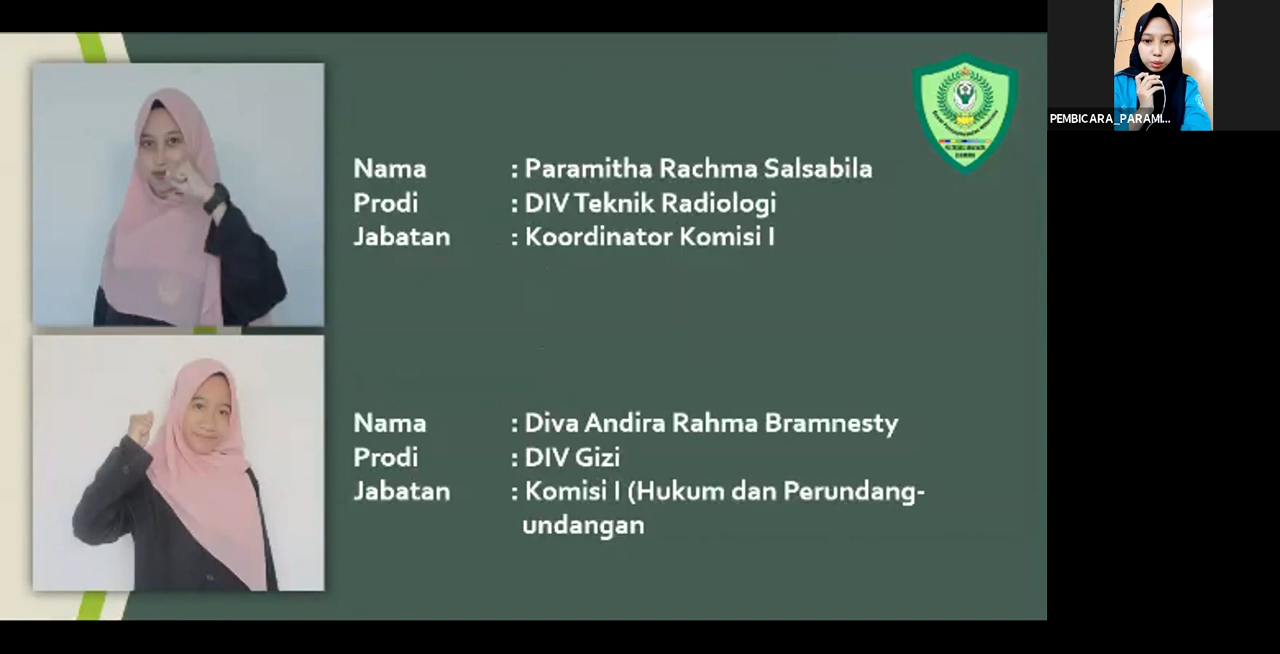 Nama : Paramitha Rachma Salsabila
Prodi : DIV Teknik Radiologi
Jabatan : Koordinator Komisi I
Nama : Diva Andira Rahma Bramnesty
Prodi : DIV Gizi
Jabatan : Komisi I (Hukum dan Perundang-
undangan
PEMBICARA_PARAMI...